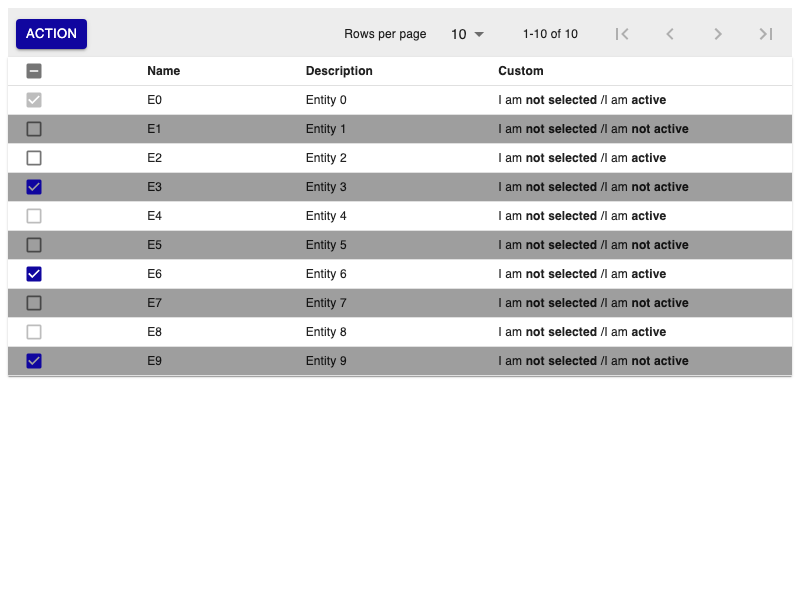 ACTION Rows per page 10 1-10 of 10
Name Description Custom
E0 Entity 0 I am not selected /I am active
E1 Entity 1 I am not selected /I am not active
E2 Entity 2 I am not selected /I am active
E3 Entity 3 I am not selected /I am not active
E4 Entity 4 I am not selected /I am active
E5 Entity 5 I am not selected /I am not active
E6 Entity 6 I am not selected /I am active
E7 Entity 7 I am not selected /I am not active
E8 Entity 8 I am not selected /I am active
E9 Entity 9 I am not selected /I am not active